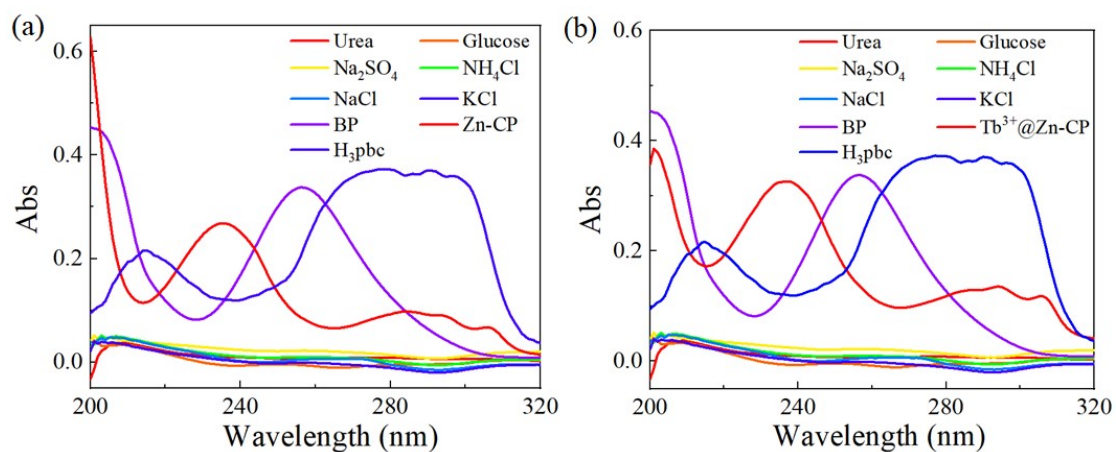 (a)
Urea Glucose
Na₂SO₄ NH₄Cl
NaCl KCl
BP Zn-CP
H₃pbc
0.6
0.4
0.2
0.0
Abs
200 240 280 320
Wavelength (nm)
(b)
Urea Glucose
Na₂SO₄ NH₄Cl
NaCl KCl
BP Tb³⁺@Zn-CP
H₃pbc
0.6
0.4
0.2
0.0
Abs
200 240 280 320
Wavelength (nm)